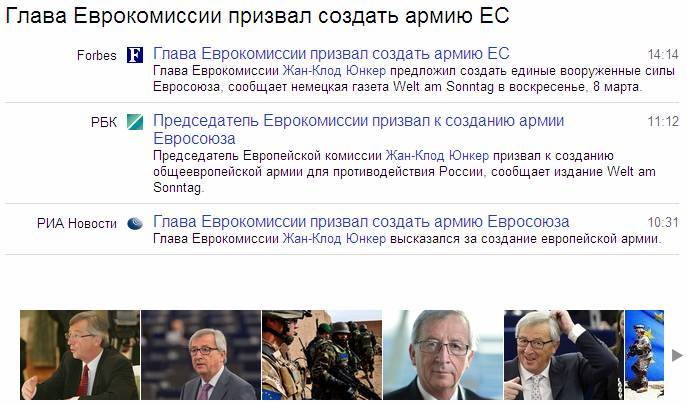 Глава Еврокомиссии призвал создать армию ЕС
Forbes F Глава Еврокомиссии призвал создать армию ЕС 14:14
Глава Еврокомиссии Жан-Клод Юнкер предложил создать единые вооруженные силы
Евросоюза, сообщает немецкая газета Welt am Sonntag в воскресенье, 8 марта.
РБК Председатель Еврокомиссии призвал к созданию армии 11:12
Евросоюза
Председатель Европейской комиссии Жан-Клод Юнкер призвал к созданию
общеевропейской армии для противодействия России, сообщает издание Welt am
Sonntag.
РИА Новости Глава Еврокомиссии призвал создать армию Евросоюза 10:31
Глава Еврокомиссии Жан-Клод Юнкер высказался за создание европейской армии.